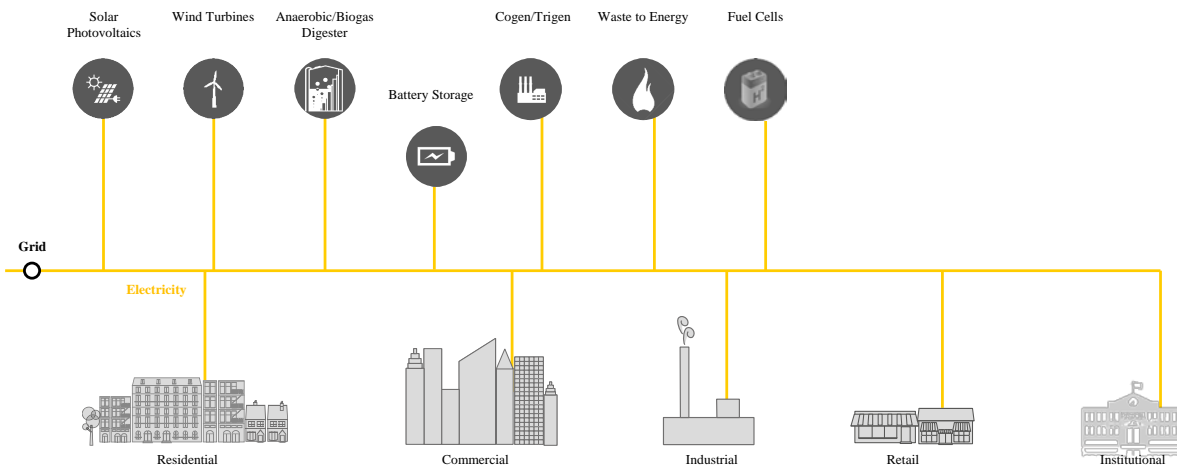 Solar
Photovoltaics
Wind Turbines
Anaerobic/Biogas
Digester
Battery Storage
Cogen/Trigen
Waste to Energy
Fuel Cells
H
Grid
Electricity
Residential
Commercial
Industrial
Retail
Institutional